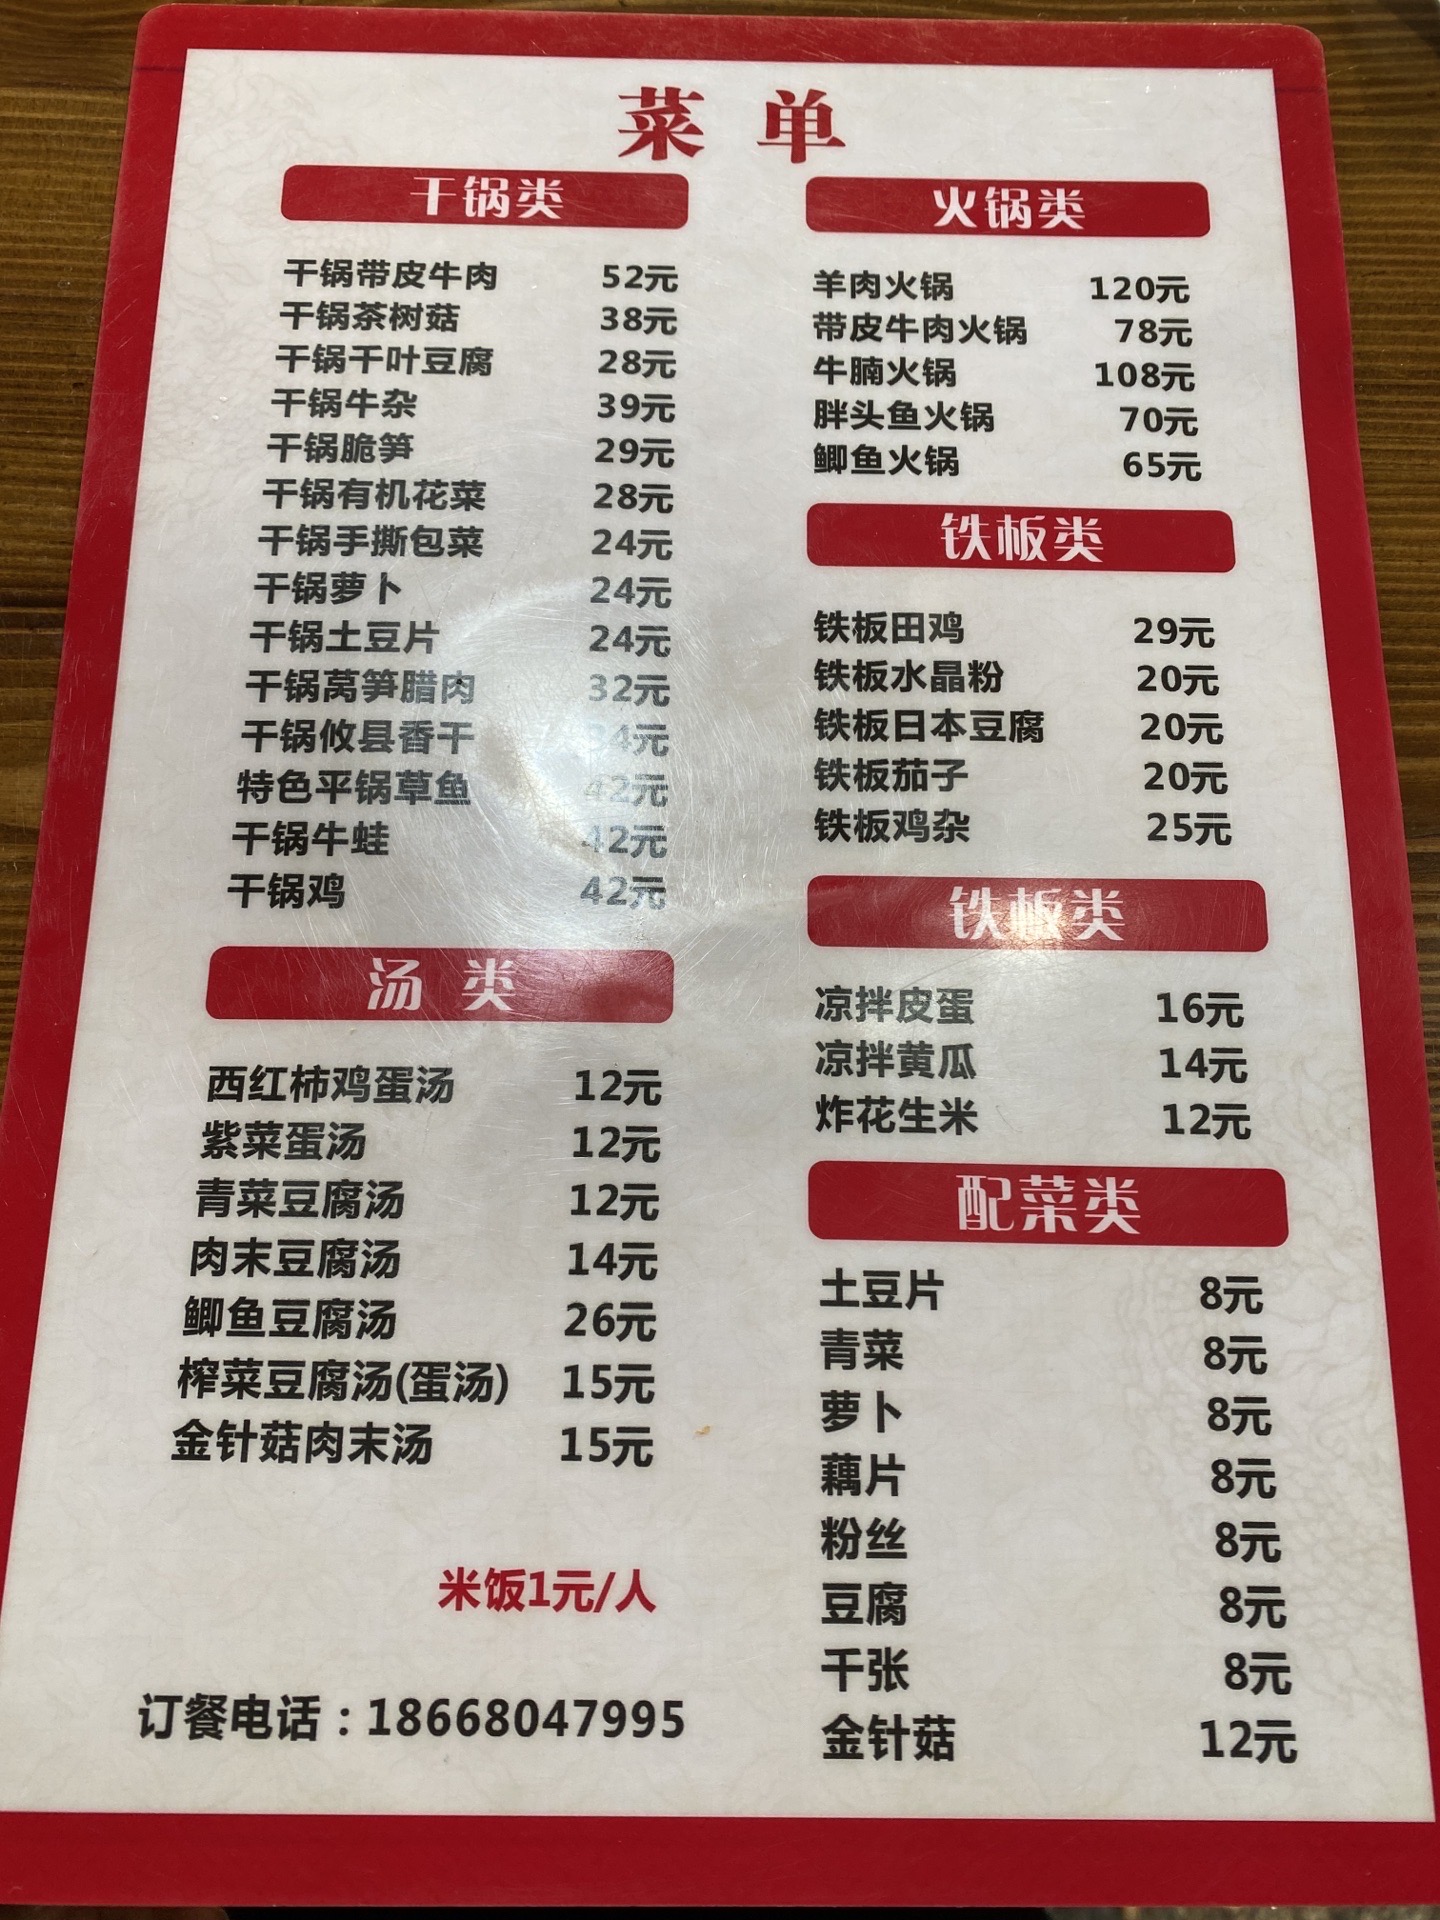 菜 单
干锅类
干锅带皮牛肉 52元
干锅茶树菇 38元
干锅千叶豆腐 28元
干锅牛杂 39元
干锅脆笋 29元
干锅有机花菜 28元
干锅手撕包菜 24元
干锅萝卜 24元
干锅土豆片 24元
干锅莴笋腊肉 32元
干锅攸县香干 34元
特色平锅草鱼 42元
干锅牛蛙 42元
干锅鸡 42元
汤 类
西红柿鸡蛋汤 12元
紫菜蛋汤 12元
青菜豆腐汤 12元
肉末豆腐汤 14元
鲫鱼豆腐汤 26元
榨菜豆腐汤(蛋汤) 15元
金针菇肉末汤 15元
米饭1元/人
订餐电话：18668047995
火锅类
羊肉火锅 120元
带皮牛肉火锅 78元
牛腩火锅 108元
胖头鱼火锅 70元
鲫鱼火锅 65元
铁板类
铁板田鸡 29元
铁板水晶粉 20元
铁板日本豆腐 20元
铁板茄子 20元
铁板鸡杂 25元
铁板类
凉拌皮蛋 16元
凉拌黄瓜 14元
炸花生米 12元
配菜类
土豆片 8元
青菜 8元
萝卜 8元
藕片 8元
粉丝 8元
豆腐 8元
千张 8元
金针菇 12元